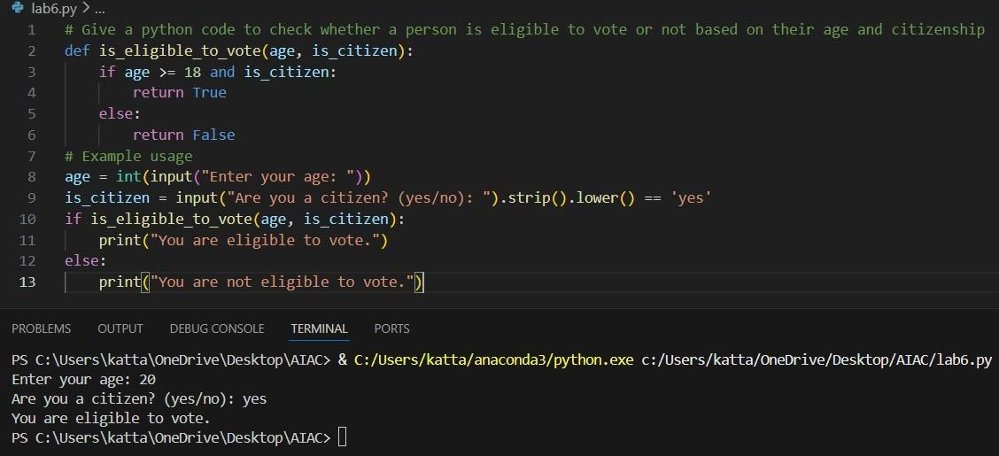 lab6.py > ...
1 # Give a python code to check whether a person is eligible to vote or not based on their age and citizenship
2 def is_eligible_to_vote(age, is_citizen):
3     if age >= 18 and is_citizen:
4         return True
5     else:
6         return False
7 # Example usage
8 age = int(input("Enter your age: "))
9 is_citizen = input("Are you a citizen? (yes/no): ").strip().lower() == 'yes'
10 if is_eligible_to_vote(age, is_citizen):
11     print("You are eligible to vote.")
12 else:
13     print("You are not eligible to vote.")
PROBLEMS OUTPUT DEBUG CONSOLE TERMINAL PORTS
PS C:\Users\katta\OneDrive\Desktop\AIAC> & C:/Users/katta/anaconda3/python.exe c:/Users/katta/OneDrive/Desktop/AIAC/lab6.py
Enter your age: 20
Are you a citizen? (yes/no): yes
You are eligible to vote.
PS C:\Users\katta\OneDrive\Desktop\AIAC>